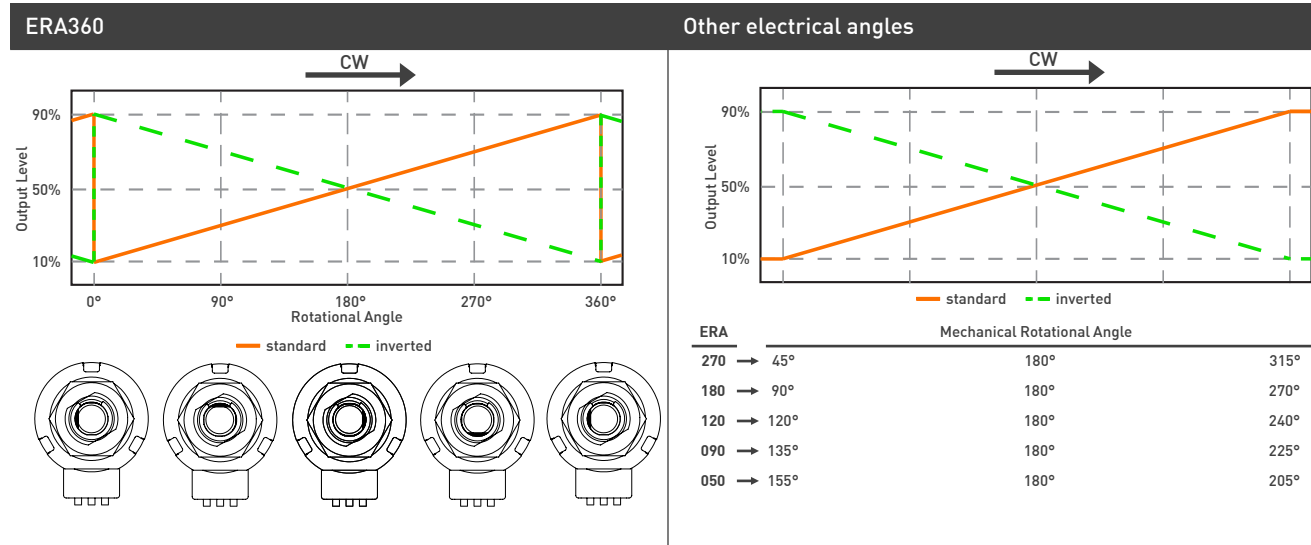 ERA360
CW
90%
50%
10%
Output Level
0° 90° 180° 270° 360°
Rotational Angle
standard inverted
Other electrical angles
CW
90%
50%
10%
Output Level
standard inverted
ERA Mechanical Rotational Angle
270 → 45° 180° 315°
180 → 90° 180° 270°
120 → 120° 180° 240°
090 → 135° 180° 225°
050 → 155° 180° 205°